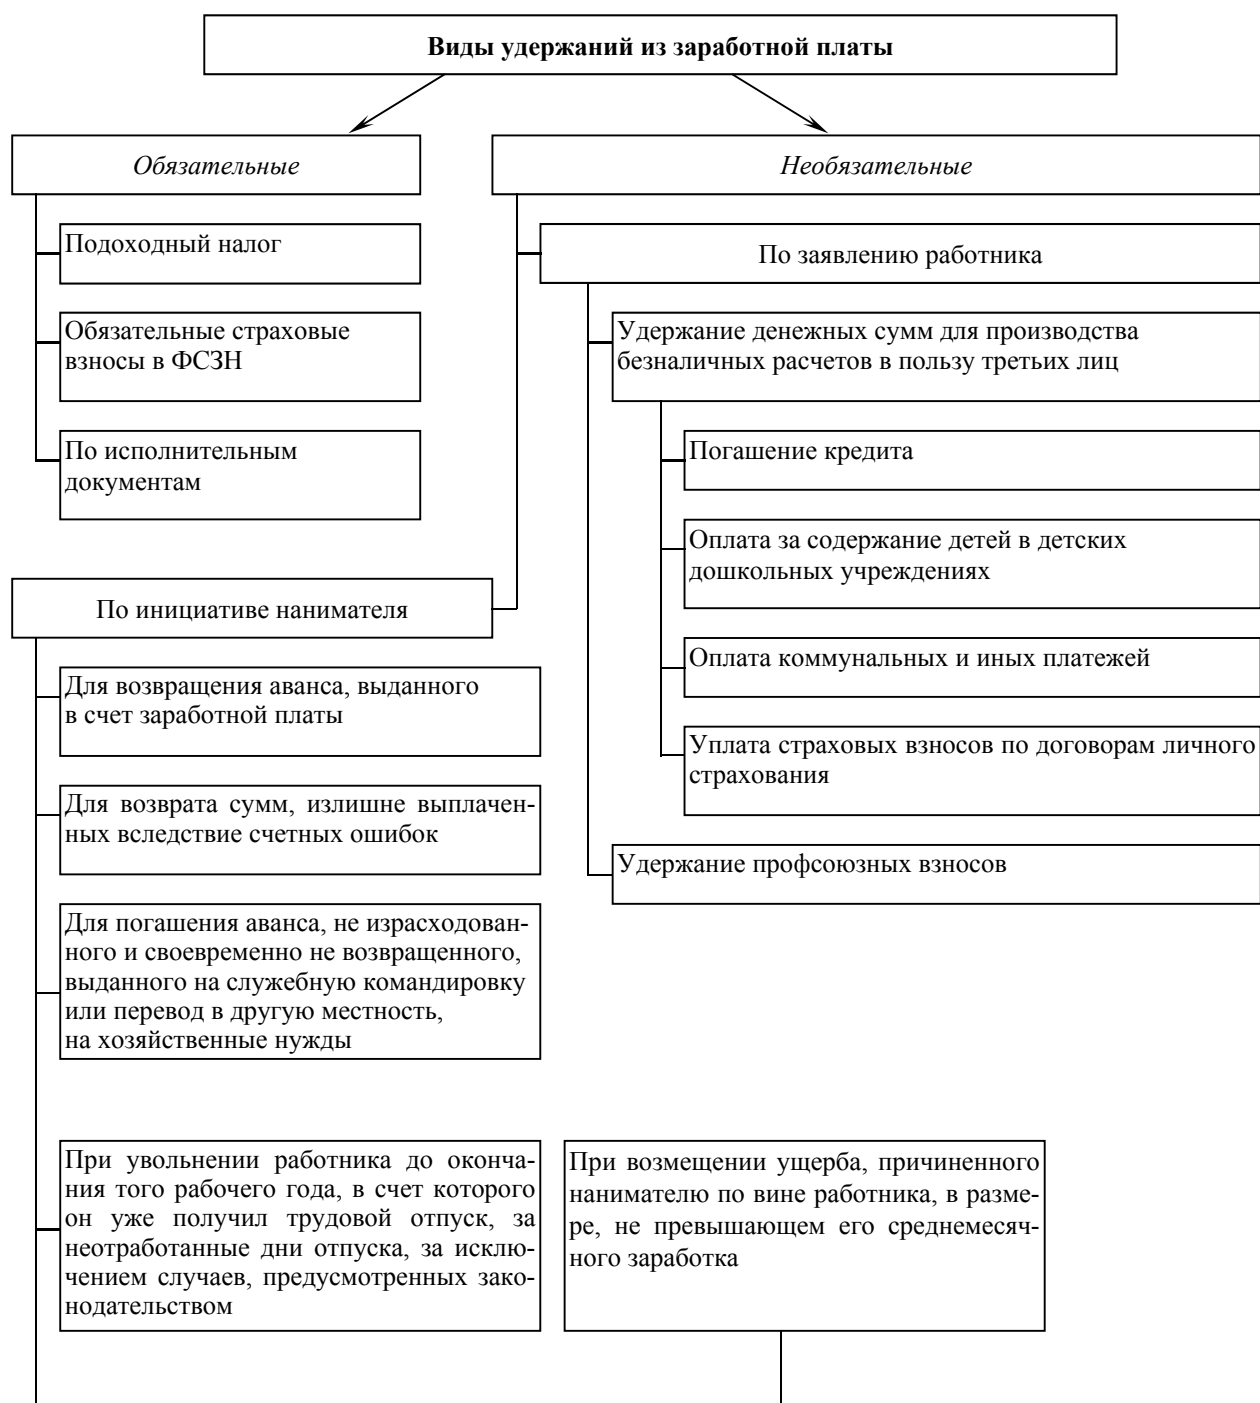 Виды удержаний из заработной платы
Обязательные
Подоходный налог
Обязательные страховые
взносы в ФСЗН
По исполнительным
документам
Необязательные
По заявлению работника
Удержание денежных сумм для производства
безналичных расчетов в пользу третьих лиц
Погашение кредита
Оплата за содержание детей в детских
дошкольных учреждениях
Оплата коммунальных и иных платежей
Уплата страховых взносов по договорам личного
страхования
Удержание профсоюзных взносов
По инициативе нанимателя
Для возвращения аванса, выданного
в счет заработной платы
Для возврата сумм, излишне выплачен-
ных вследствие счетных ошибок
Для погашения аванса, не израсходован-
ного и своевременно не возвращенного,
выданного на служебную командировку
или перевод в другую местность,
на хозяйственные нужды
При увольнении работника до оконча-
ния того рабочего года, в счет которого
он уже получил трудовой отпуск, за
неотработанные дни отпуска, за исклю-
чением случаев, предусмотренных зако-
нодательством
При возмещении ущерба, причиненного
нанимателю по вине работника, в разме-
ре, не превышающем его среднемесяч-
ного заработка